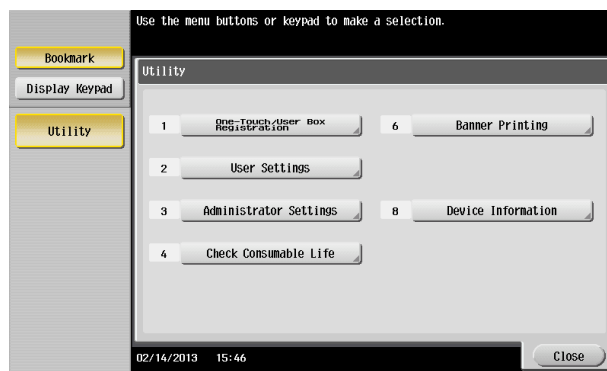 Use the menu buttons or keypad to make a selection.
Bookmark
Display Keypad
Utility
Utility
1 One-Touch/User Box
Registration
6 Banner Printing
2 User Settings
3 Administrator Settings
8 Device Information
4 Check Consumable Life
02/14/2013 15:46
Close